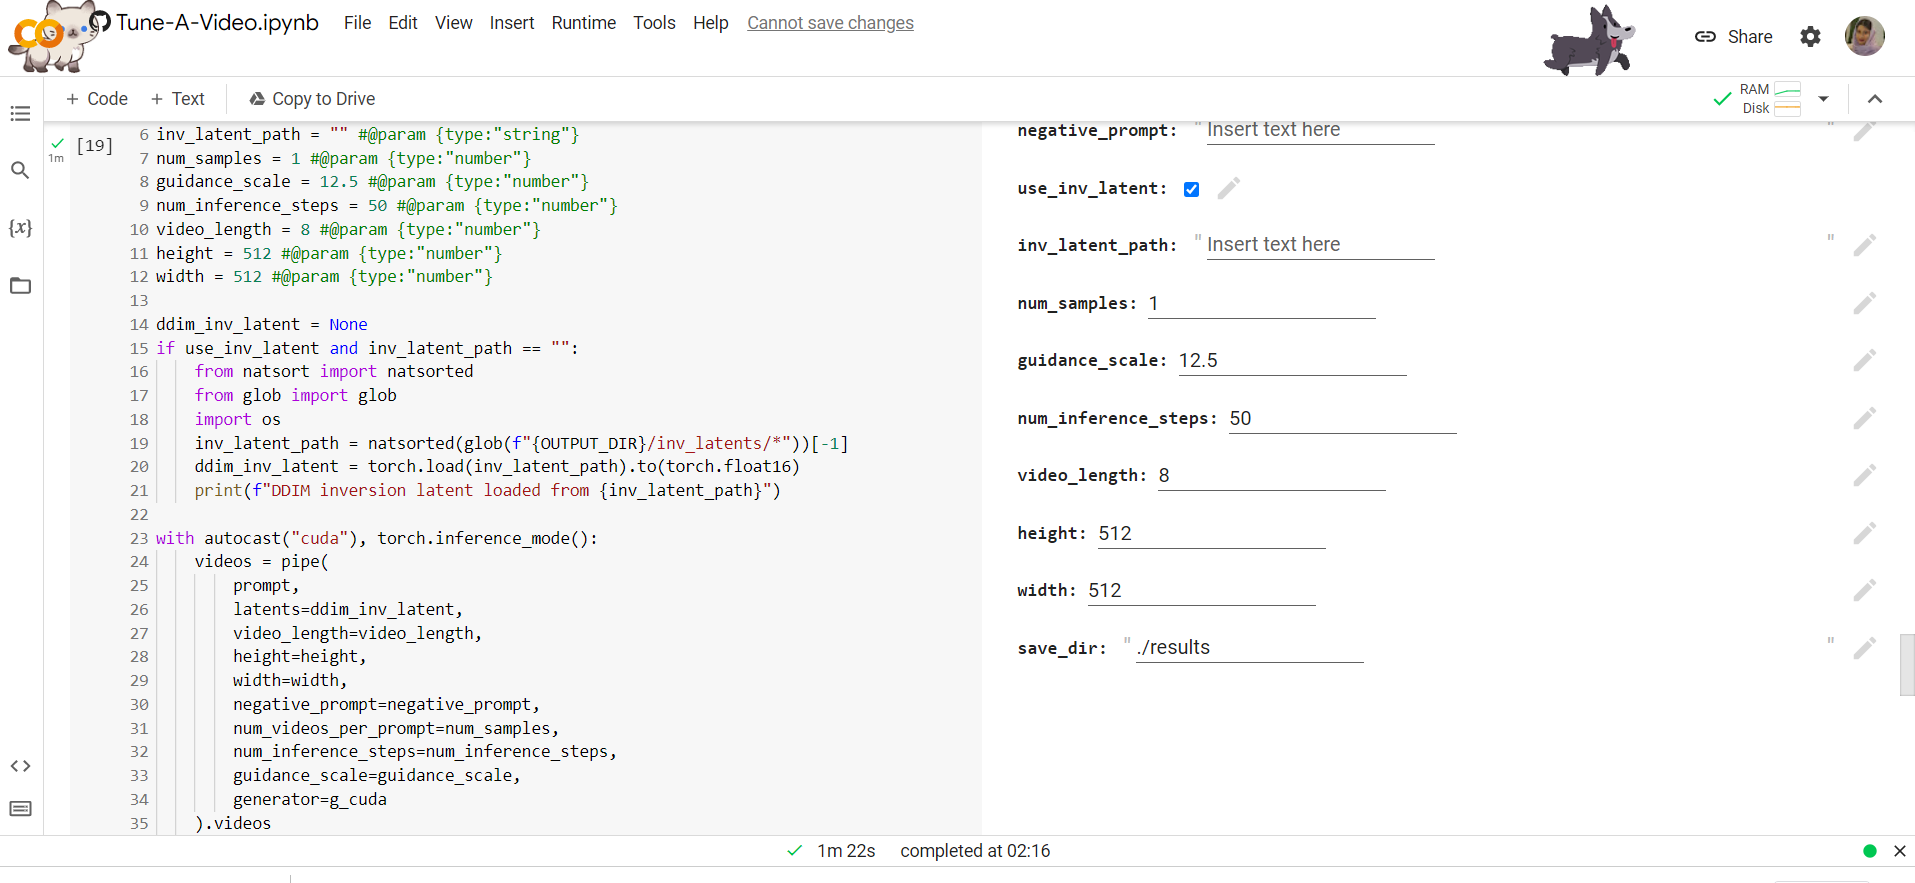 Tune-A-Video.ipynb
File Edit View Insert Runtime Tools Help Cannot save changes
Share
+ Code + Text Copy to Drive
RAM
Disk
1m
[19]
6 inv_latent_path = "" #@param {type:"string"}
7 num_samples = 1 #@param {type:"number"}
8 guidance_scale = 12.5 #@param {type:"number"}
9 num_inference_steps = 50 #@param {type:"number"}
10 video_length = 8 #@param {type:"number"}
11 height = 512 #@param {type:"number"}
12 width = 512 #@param {type:"number"}
13
14 ddim_inv_latent = None
15 if use_inv_latent and inv_latent_path == "":
16     from natsort import natsorted
17     from glob import glob
18     import os
19     inv_latent_path = natsorted(glob(f"{OUTPUT_DIR}/inv_latents/*"))[-1]
20     ddim_inv_latent = torch.load(inv_latent_path).to(torch.float16)
21     print(f"DDIM inversion latent loaded from {inv_latent_path}")
22
23 with autocast("cuda"), torch.inference_mode():
24     videos = pipe(
25         prompt,
26         latents=ddim_inv_latent,
27         video_length=video_length,
28         height=height,
29         width=width,
30         negative_prompt=negative_prompt,
31         num_videos_per_prompt=num_samples,
32         num_inference_steps=num_inference_steps,
33         guidance_scale=guidance_scale,
34         generator=g_cuda
35     ).videos
negative_prompt: " Insert text here "
use_inv_latent:
inv_latent_path: " Insert text here "
num_samples: 1
guidance_scale: 12.5
num_inference_steps: 50
video_length: 8
height: 512
width: 512
save_dir: " ./results "
{x}
<>
1m 22s completed at 02:16